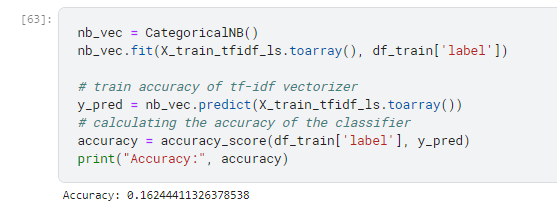 [63]:
nb_vec = CategoricalNB()
nb_vec.fit(X_train_tfidf_ls.toarray(), df_train['label'])
# train accuracy of tf-idf vectorizer
y_pred = nb_vec.predict(X_train_tfidf_ls.toarray())
# calculating the accuracy of the classifier
accuracy = accuracy_score(df_train['label'], y_pred)
print("Accuracy:", accuracy)
Accuracy: 0.16244411326378538